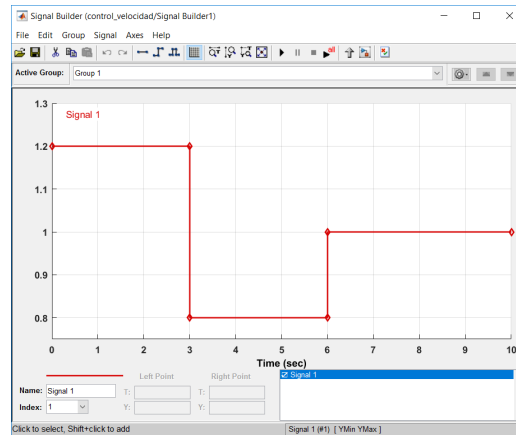 Signal Builder (control_velocidad/Signal Builder1)
File Edit Group Signal Axes Help
all
Active Group: Group 1
Signal 1
1.3
1.2
1.1
1
0.9
0.8
0 1 2 3 4 5 6 7 8 9 10
Time (sec)
Left Point Right Point
Name: Signal 1 T: T:
Index: 1 Y: Y:
Signal 1
Click to select, Shift+click to add Signal 1 (#1) [ YMin YMax ]